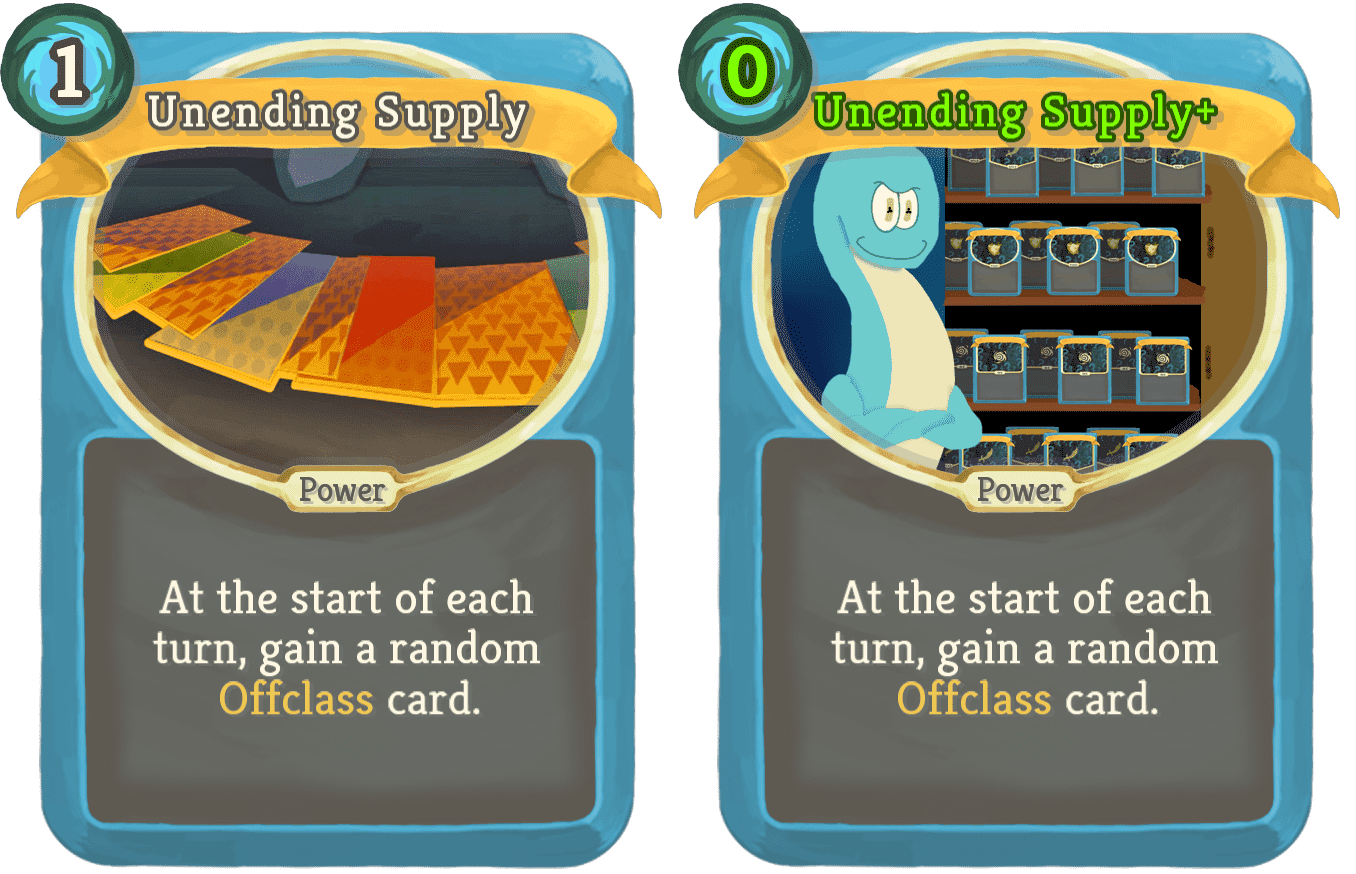 1
Unending Supply
Power
At the start of each
turn, gain a random
Offclass card.
0
Unending Supply+
Power
At the start of each
turn, gain a random
Offclass card.